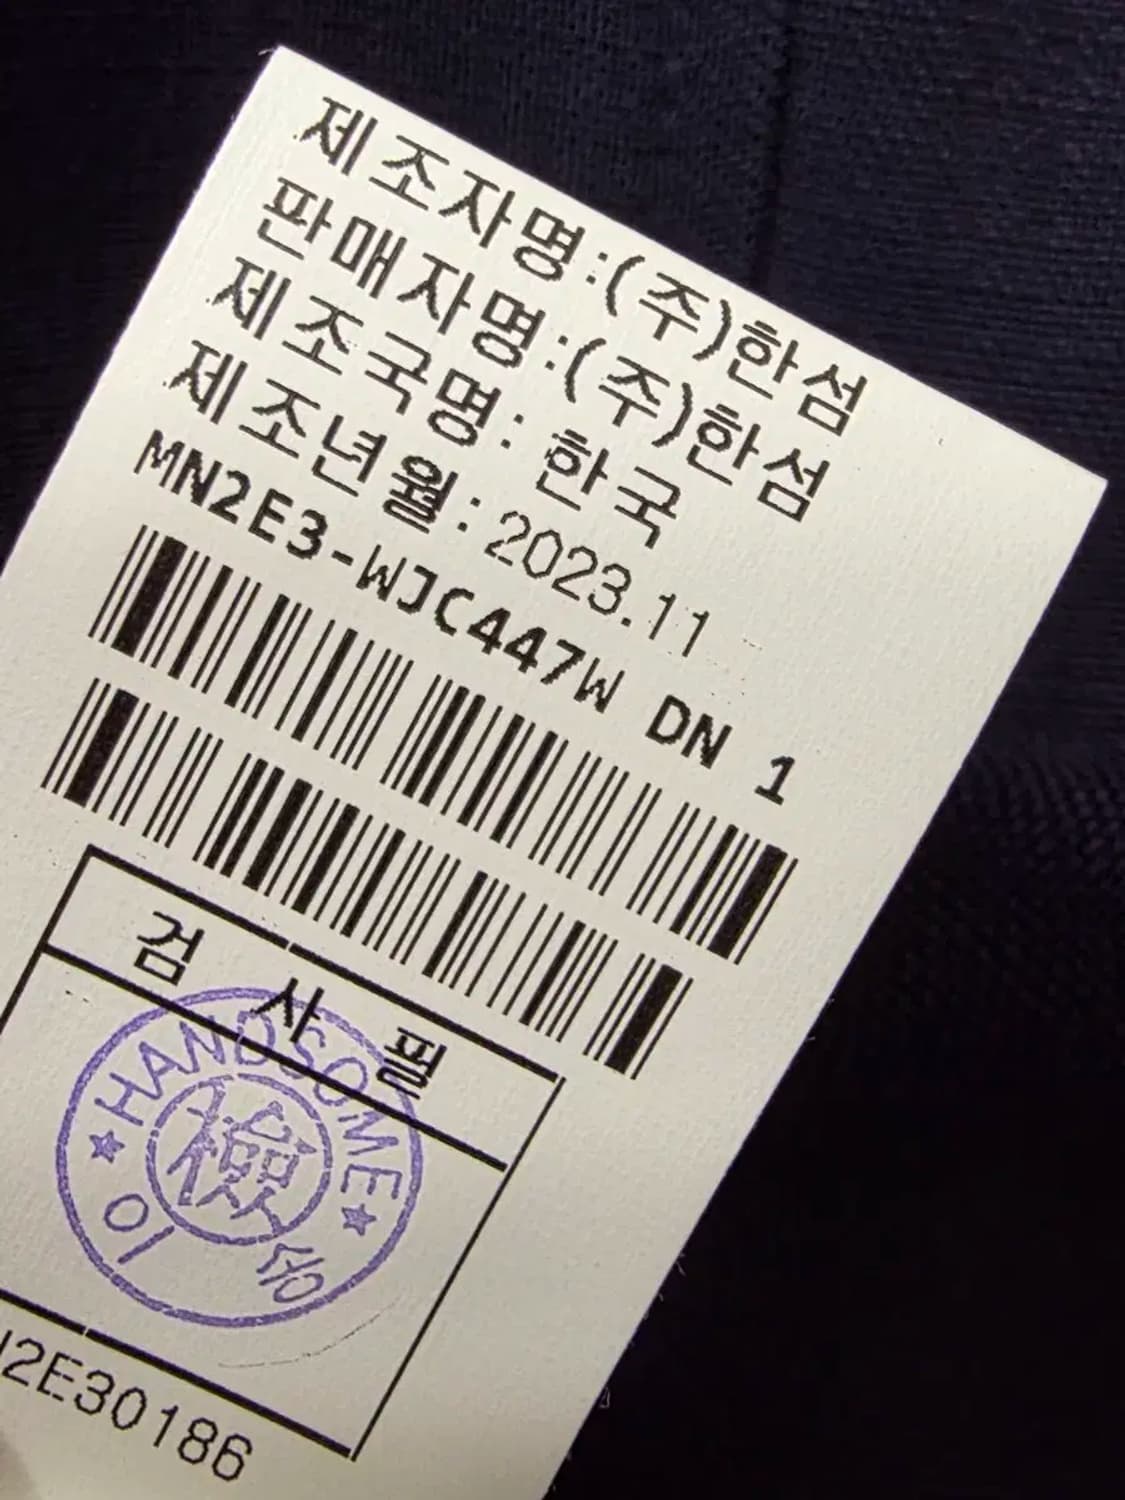 제조자명:(주)한섬
판매자명:(주)한섬
제조국명: 한국
제조년월:2023.11
MN2E3-WJC447W DN 1
검 사 필
HANDSOME
檢
이 송
2E30186